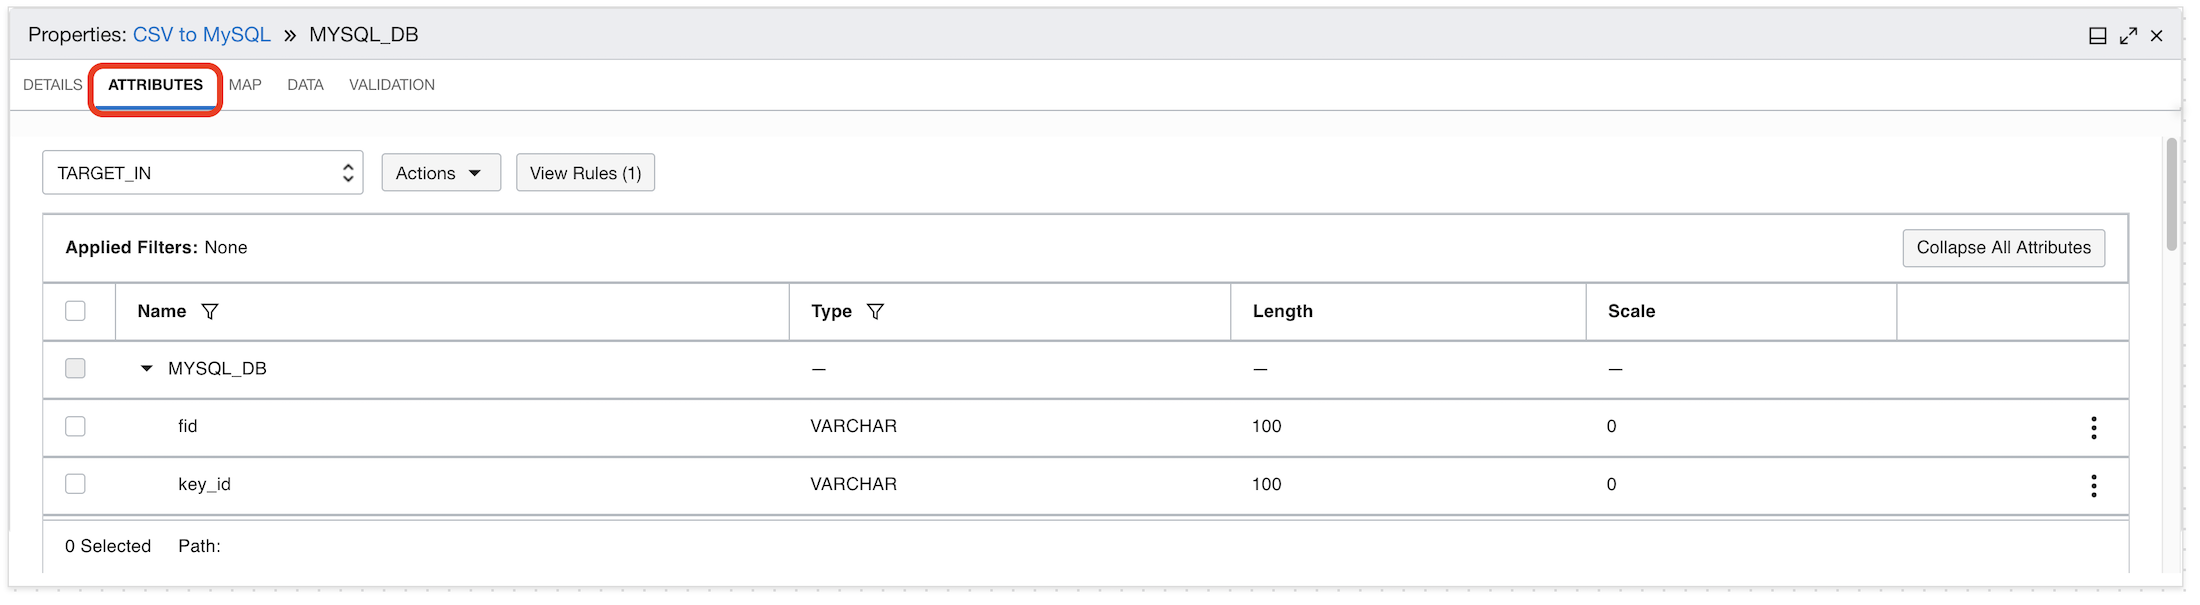 Properties: CSV to MySQL » MYSQL_DB
DETAILS ATTRIBUTES MAP DATA VALIDATION
TARGET_IN Actions View Rules (1)
Applied Filters: None Collapse All Attributes
Name Type Length Scale
MYSQL_DB — — —
fid VARCHAR 100 0
key_id VARCHAR 100 0
0 Selected Path: